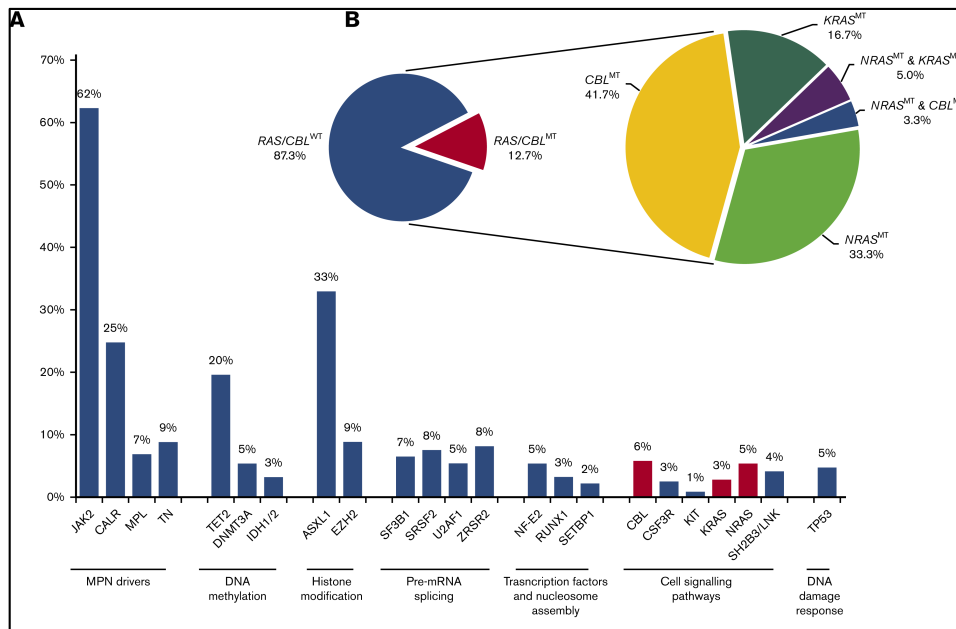 A
B
70%
60%
50%
40%
30%
20%
10%
0%
62%
25%
7%
9%
20%
5%
3%
33%
9%
7%
8%
5%
8%
5%
3%
2%
6%
3%
1%
3%
5%
4%
5%
JAK2
CALR
MPL
TN
TET2
DNMT3A
IDH1/2
ASXL1
EZH2
SF3B1
SRSF2
U2AF1
ZRSR2
NF-E2
RUNX1
SETBP1
CBL
CSF3R
KIT
KRAS
NRAS
SH2B3/LNK
TP53
MPN drivers
DNA
methylation
Histone
modification
Pre-mRNA
splicing
Trasncription factors
and nucleosome
assembly
Cell signalling
pathways
DNA
damage
response
RAS/CBL^WT
87.3%
RAS/CBL^MT
12.7%
CBL^MT
41.7%
KRAS^MT
16.7%
NRAS^MT & KRAS^M
5.0%
NRAS^MT & CBL^M
3.3%
NRAS^MT
33.3%